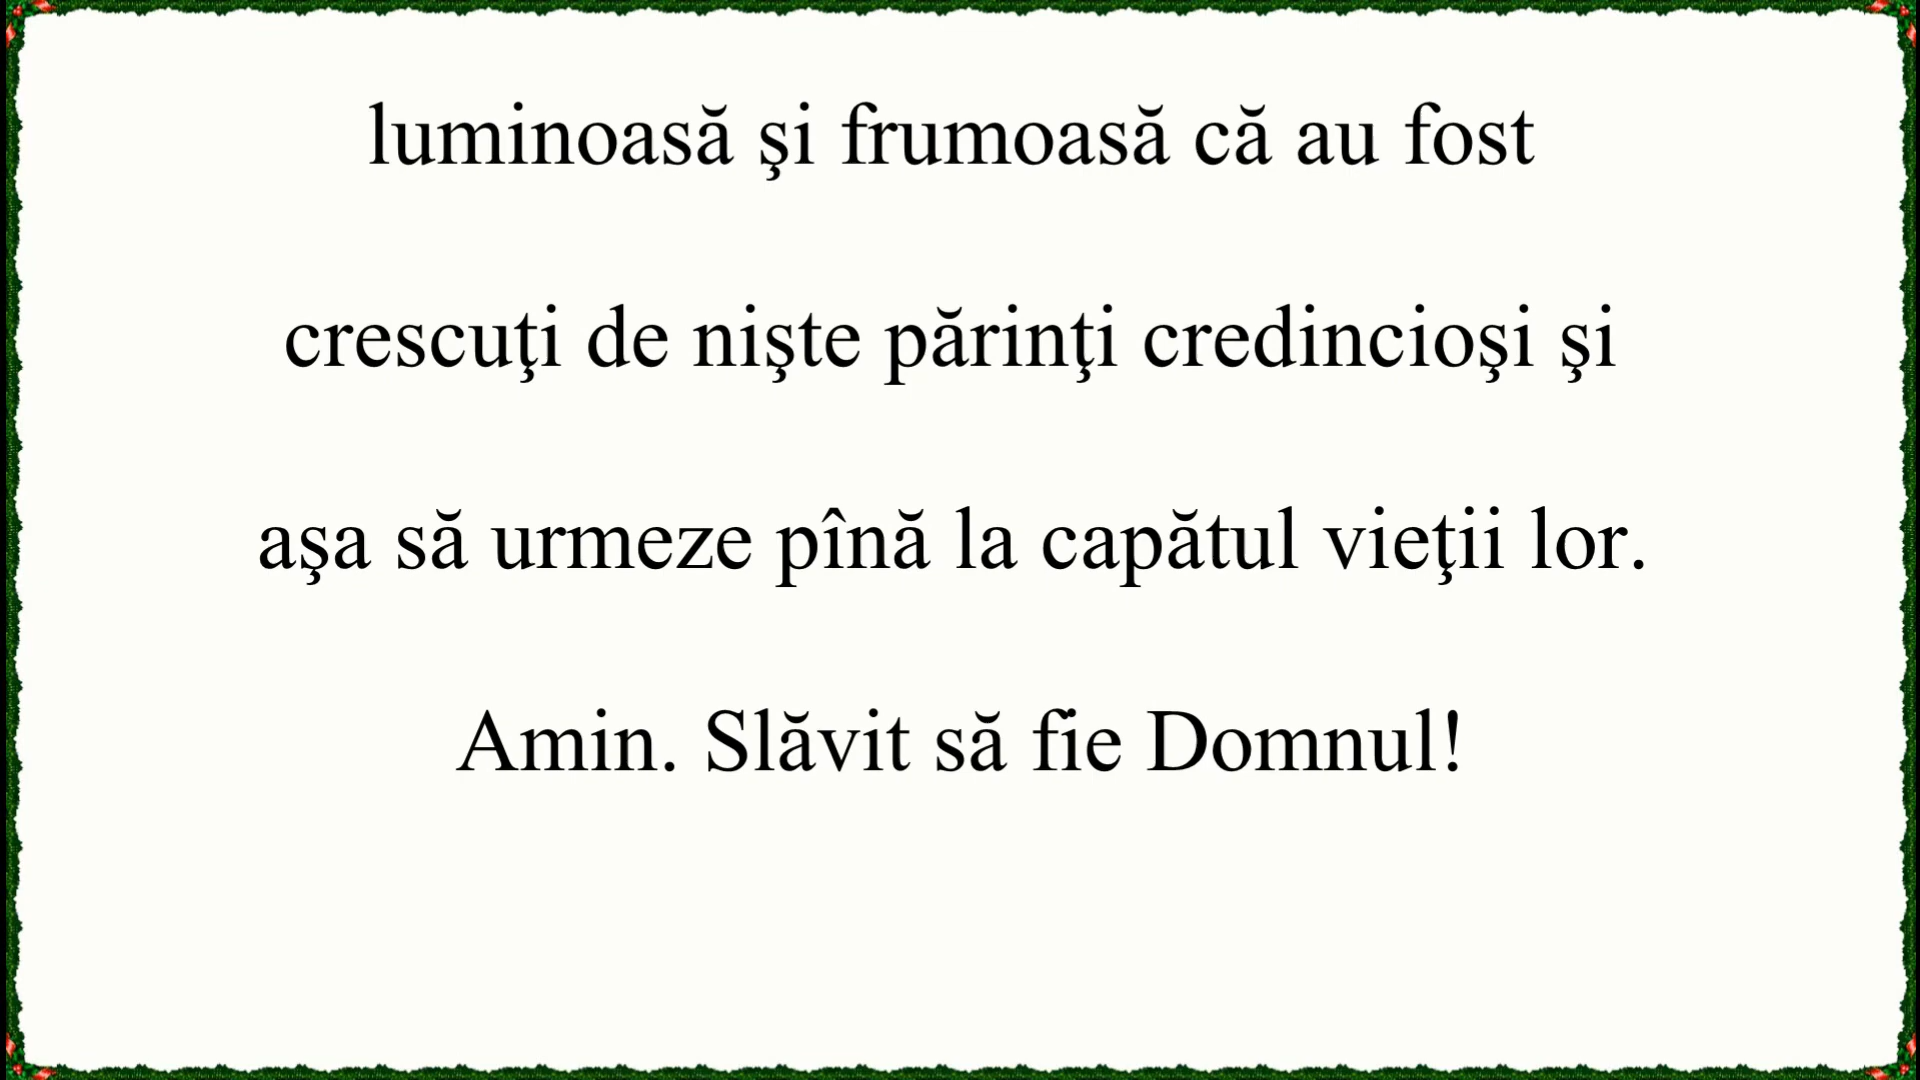 luminoasă şi frumoasă că au fost
crescuţi de nişte părinţi credincioşi şi
aşa să urmeze pînă la capătul vieţii lor.
Amin. Slăvit să fie Domnul!